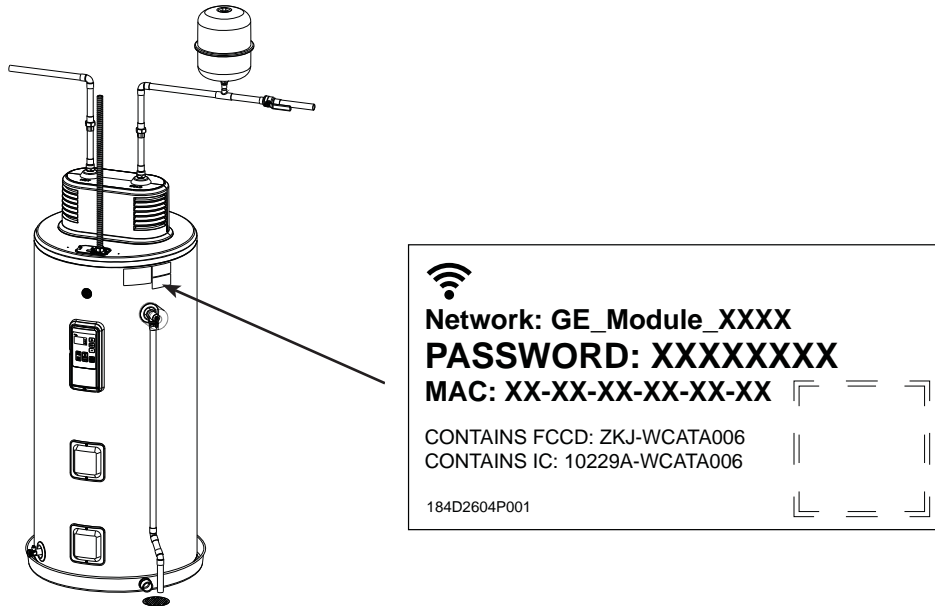 Network: GE_Module_XXXX
PASSWORD: XXXXXXXX
MAC: XX-XX-XX-XX-XX-XX
CONTAINS FCCD: ZKJ-WCATA006
CONTAINS IC: 10229A-WCATA006
184D2604P001